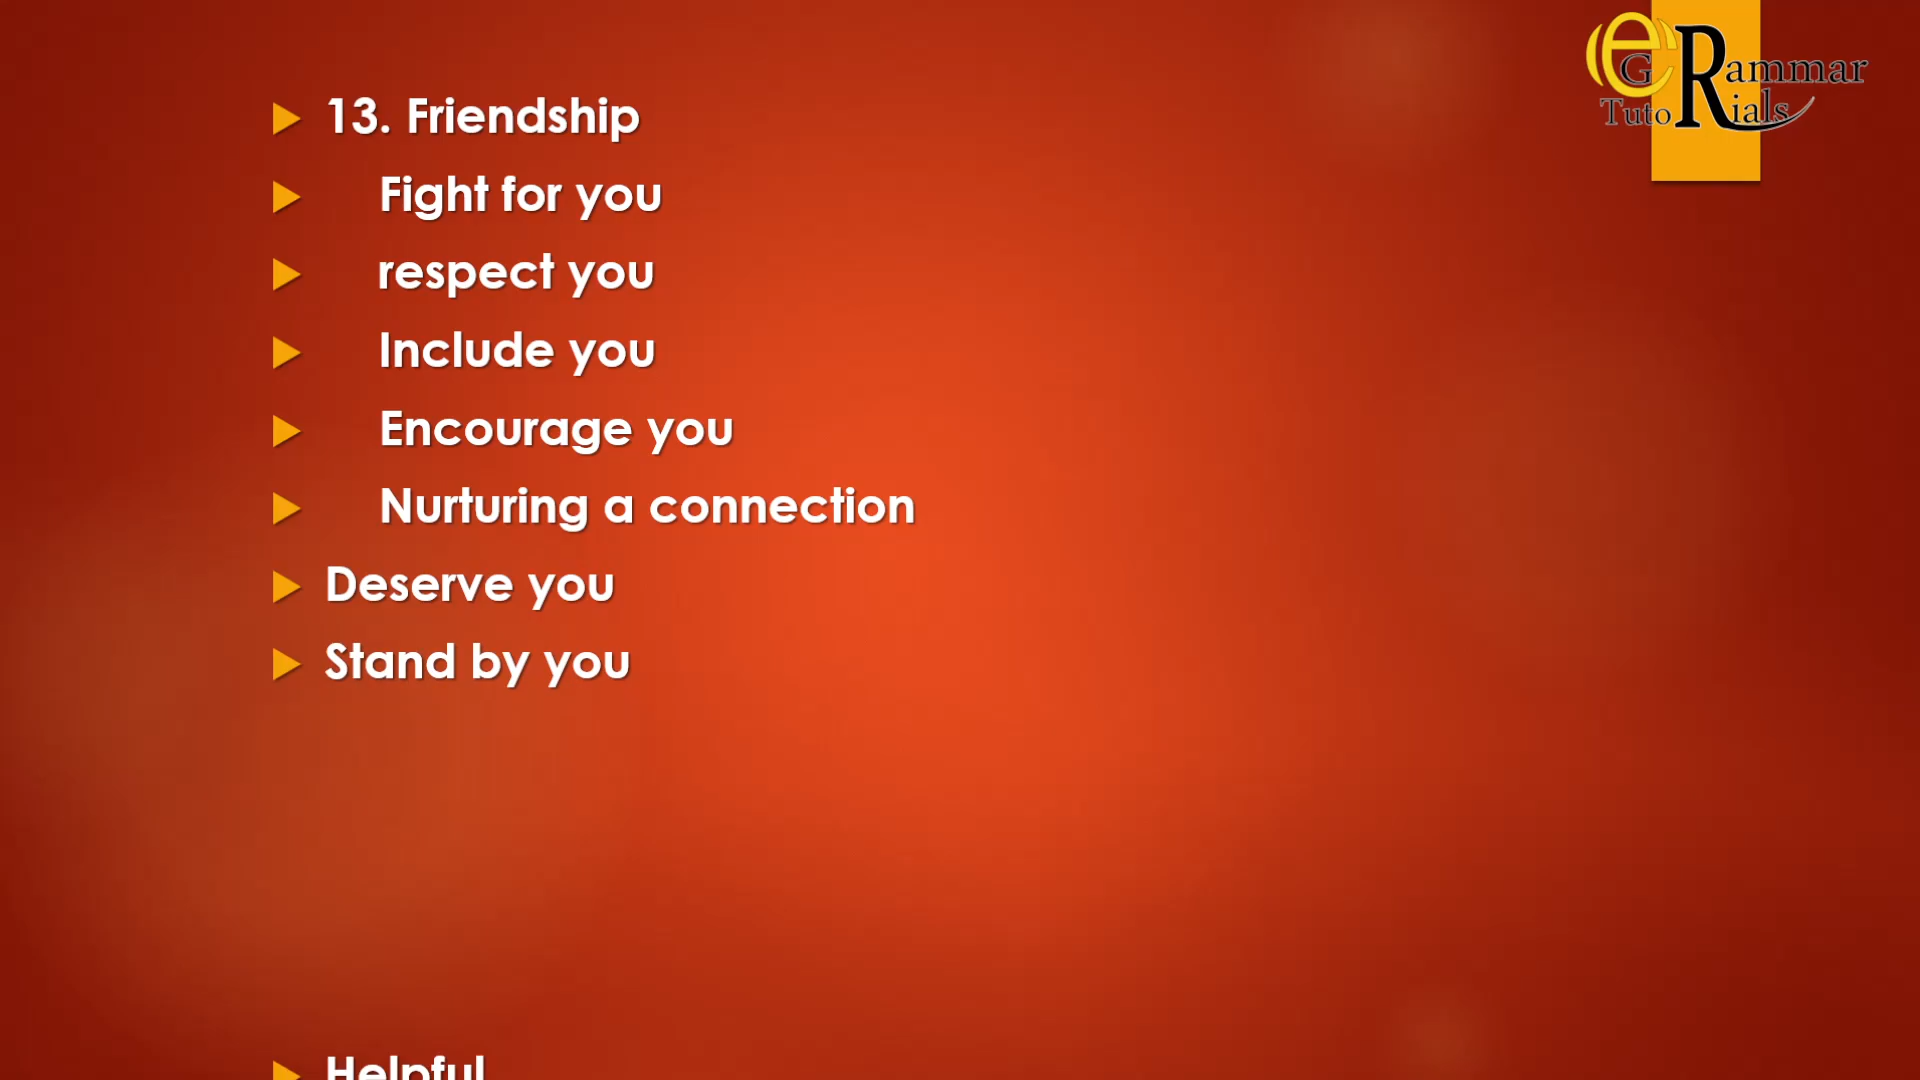 13. Friendship
Fight for you
respect you
Include you
Encourage you
Nurturing a connection
Deserve you
Stand by you
Helpful
eGRammar
TutoRials